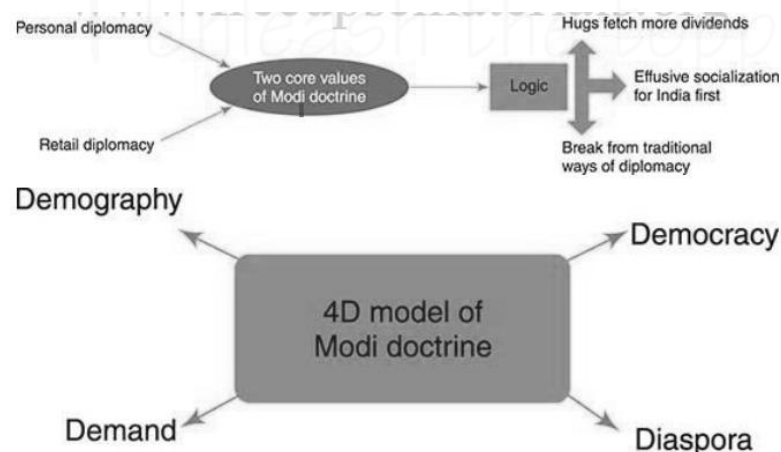 Personal diplomacy
Two core values
of Modi doctrine
Retail diplomacy
Logic
Hugs fetch more dividends
Effusive socialization
for India first
Break from traditional
ways of diplomacy
Demography
Democracy
4D model of
Modi doctrine
Demand
Diaspora